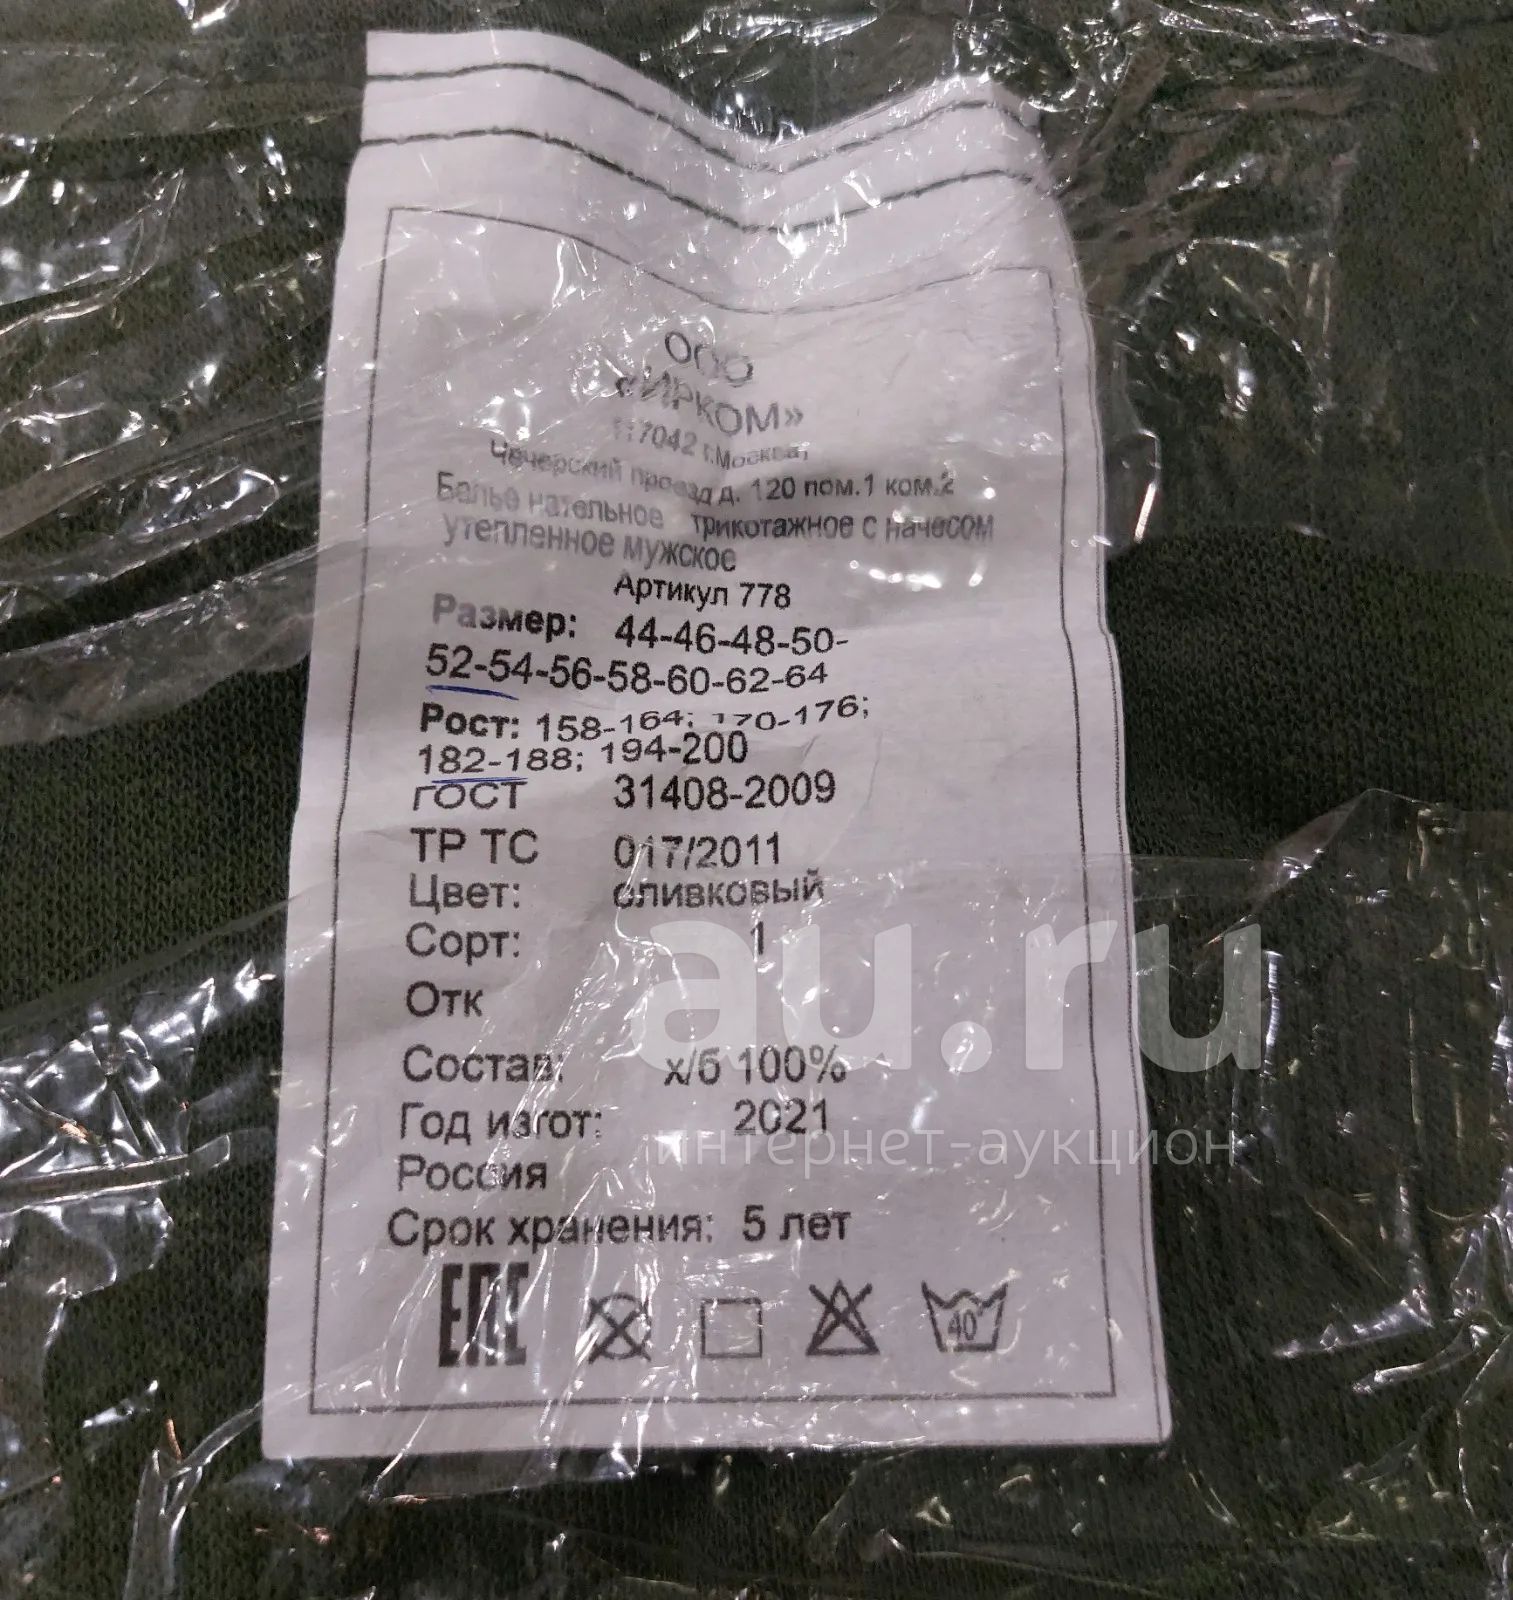 ООО
«ИРКОМ»
117042 г.Москва,
Чечерский проезд д. 120 пом.1 ком.2
Белье нательное трикотажное с начесом
утепленное мужское
Артикул 778
Размер: 44-46-48-50-
52-54-56-58-60-62-64
Рост: 158-164; 170-176;
182-188; 194-200
ГОСТ 31408-2009
ТР ТС 017/2011
Цвет: оливковый
Сорт: 1
Отк
Состав: х/б 100%
Год изгот: 2021
Россия
Срок хранения: 5 лет
ЕАС
40
au.ru
интернет-аукцион